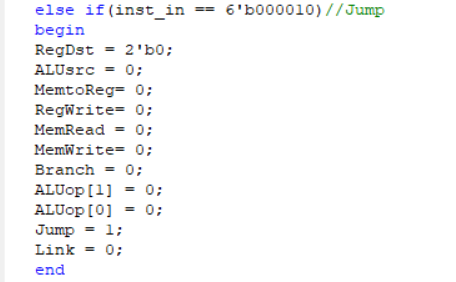 else if(inst_in == 6'b000010)//Jump
begin
RegDst = 2'b0;
ALUsrc = 0;
MemtoReg= 0;
RegWrite= 0;
MemRead = 0;
MemWrite= 0;
Branch = 0;
ALUop[1] = 0;
ALUop[0] = 0;
Jump = 1;
Link = 0;
end